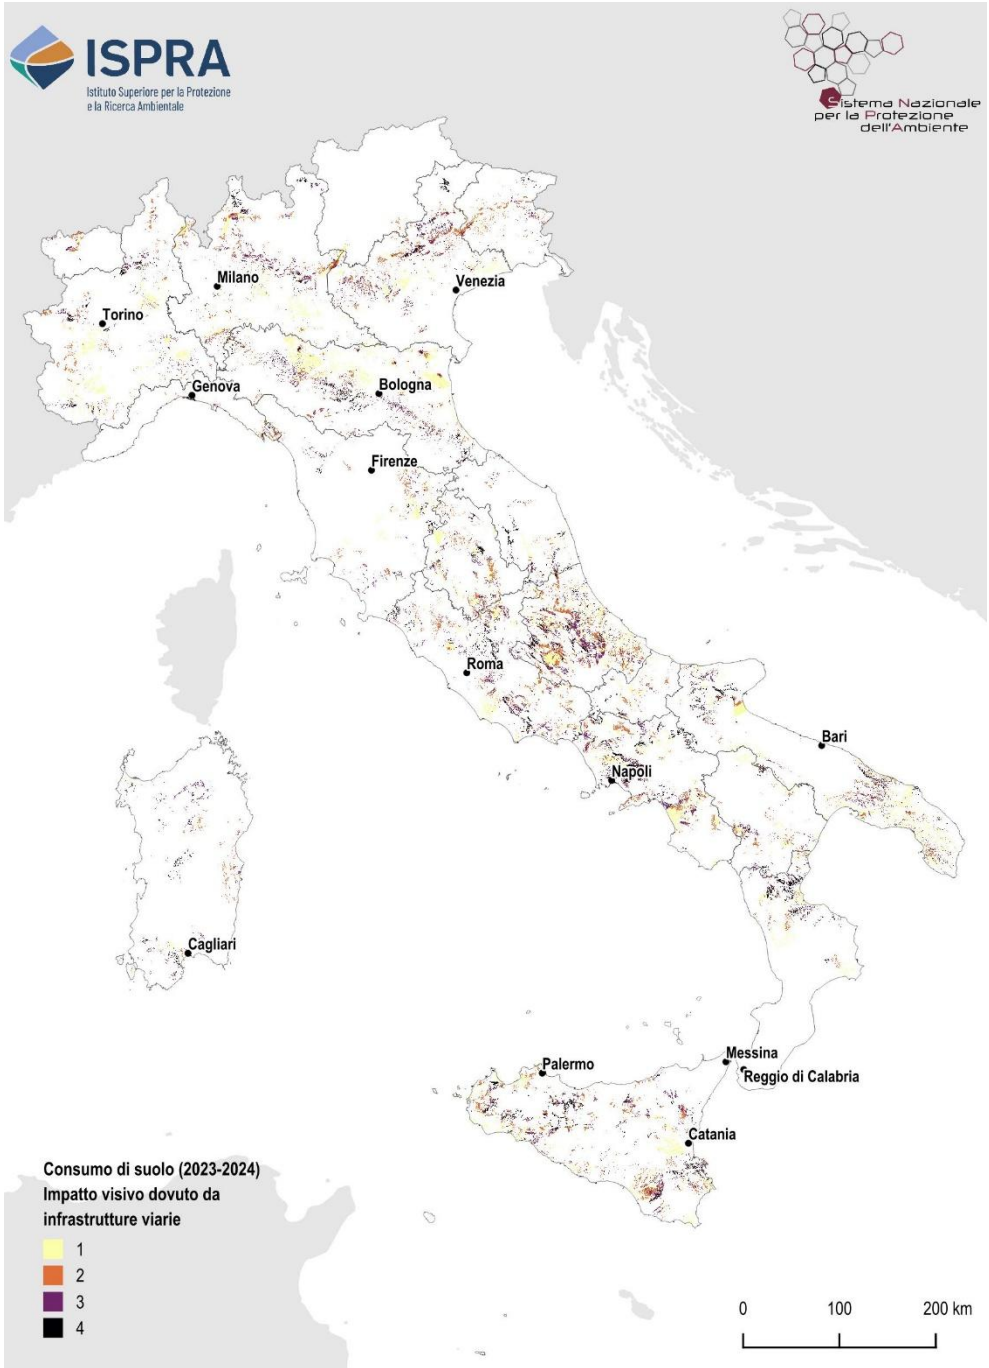 ISPRA
Istituto Superiore per la Protezione
e la Ricerca Ambientale
Sistema Nazionale
per la Protezione
dell'Ambiente
Milano
Venezia
Torino
Genova
Bologna
Firenze
Roma
Bari
Napoli
Cagliari
Messina
Palermo
Reggio di Calabria
Catania
Consumo di suolo (2023-2024)
Impatto visivo dovuto da
infrastrutture viarie
1
2
3
4
0 100 200 km